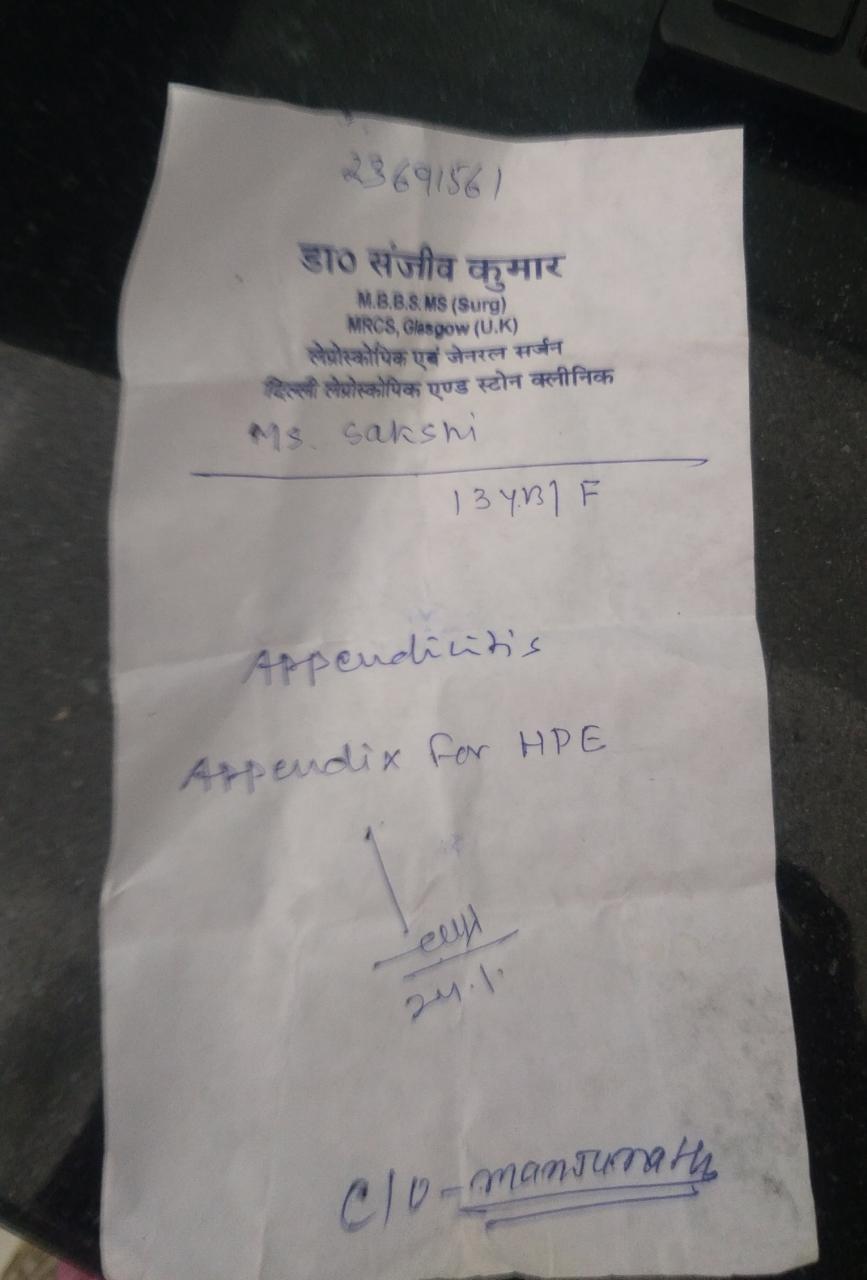 23691561
डा० संजीव कुमार
M.B.B.S. MS (Surg)
MRCS, Glasgow (U.K)
लेप्रोस्कोपिक एवं जेनरल सर्जन
दिल्ली लेप्रोस्कोपिक एण्ड स्टोन क्लीनिक
Ms. Sakshi
F
Appendicitis
Appendix for HPE
24.1.
C/O - Manjunath